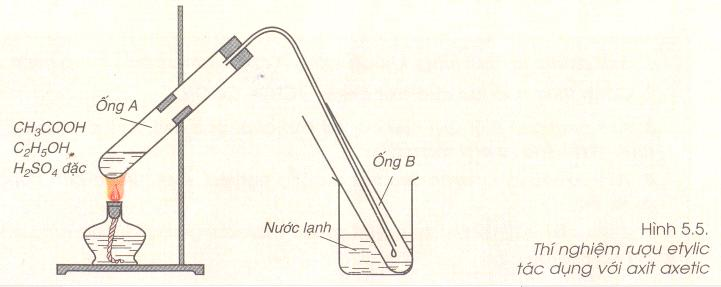 Ống A
CH₃COOH
C₂H₅OH
H₂SO₄ đặc
Ống B
Nước lạnh
Hình 5.5.
Thí nghiệm rượu etylic
tác dụng với axit axetic